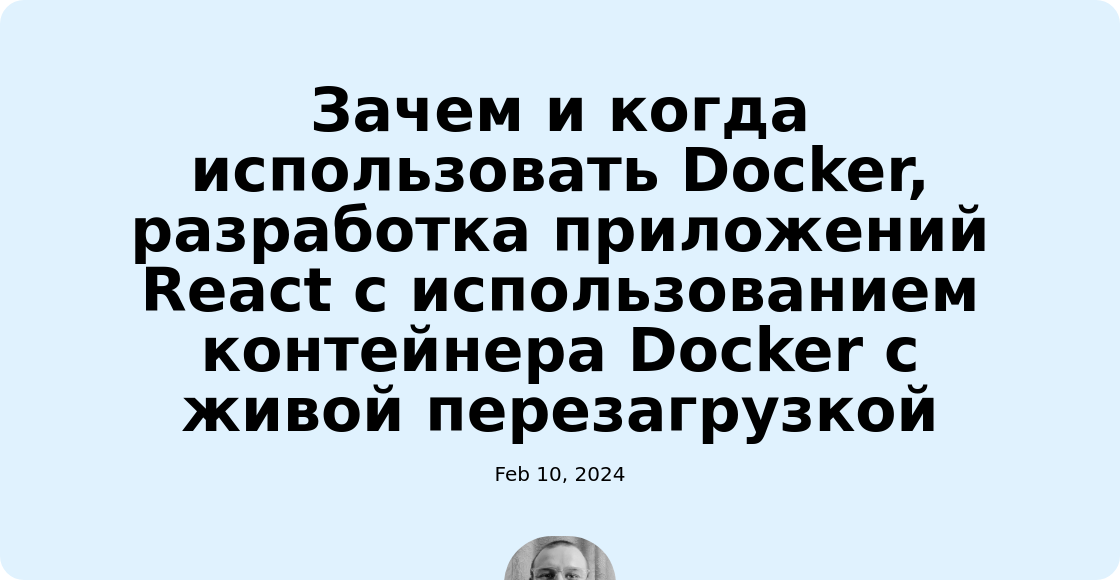 Зачем и когда
использовать Docker,
разработка приложений
React с использованием
контейнера Docker с
живой перезагрузкой
Feb 10, 2024